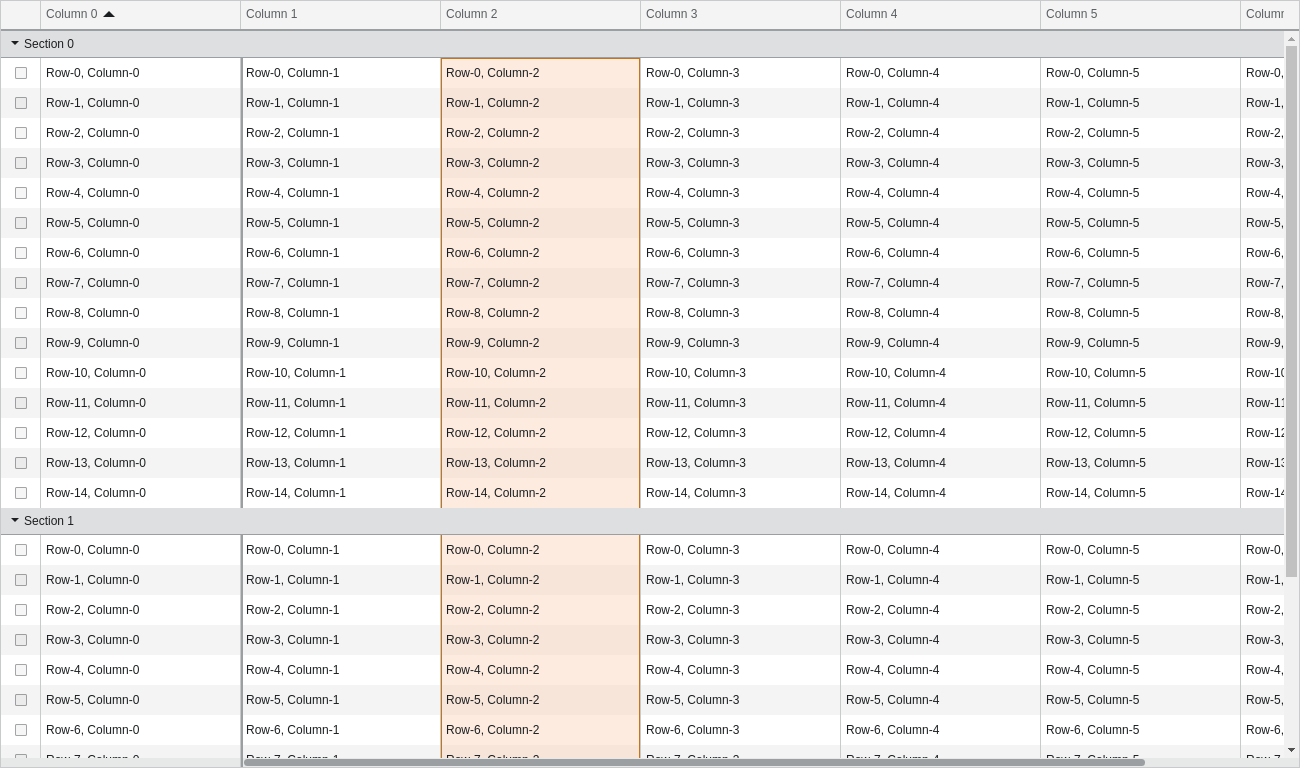 Column 0 Column 1 Column 2 Column 3 Column 4 Column 5
Section 0
Row-0, Column-0 Row-0, Column-1 Row-0, Column-2 Row-0, Column-3 Row-0, Column-4 Row-0, Column-5 Row-0,
Row-1, Column-0 Row-1, Column-1 Row-1, Column-2 Row-1, Column-3 Row-1, Column-4 Row-1, Column-5 Row-1,
Row-2, Column-0 Row-2, Column-1 Row-2, Column-2 Row-2, Column-3 Row-2, Column-4 Row-2, Column-5 Row-2,
Row-3, Column-0 Row-3, Column-1 Row-3, Column-2 Row-3, Column-3 Row-3, Column-4 Row-3, Column-5 Row-3,
Row-4, Column-0 Row-4, Column-1 Row-4, Column-2 Row-4, Column-3 Row-4, Column-4 Row-4, Column-5 Row-4,
Row-5, Column-0 Row-5, Column-1 Row-5, Column-2 Row-5, Column-3 Row-5, Column-4 Row-5, Column-5 Row-5,
Row-6, Column-0 Row-6, Column-1 Row-6, Column-2 Row-6, Column-3 Row-6, Column-4 Row-6, Column-5 Row-6,
Row-7, Column-0 Row-7, Column-1 Row-7, Column-2 Row-7, Column-3 Row-7, Column-4 Row-7, Column-5 Row-7,
Row-8, Column-0 Row-8, Column-1 Row-8, Column-2 Row-8, Column-3 Row-8, Column-4 Row-8, Column-5 Row-8,
Row-9, Column-0 Row-9, Column-1 Row-9, Column-2 Row-9, Column-3 Row-9, Column-4 Row-9, Column-5 Row-9,
Row-10, Column-0 Row-10, Column-1 Row-10, Column-2 Row-10, Column-3 Row-10, Column-4 Row-10, Column-5 Row-10
Row-11, Column-0 Row-11, Column-1 Row-11, Column-2 Row-11, Column-3 Row-11, Column-4 Row-11, Column-5 Row-11
Row-12, Column-0 Row-12, Column-1 Row-12, Column-2 Row-12, Column-3 Row-12, Column-4 Row-12, Column-5 Row-12
Row-13, Column-0 Row-13, Column-1 Row-13, Column-2 Row-13, Column-3 Row-13, Column-4 Row-13, Column-5 Row-13
Row-14, Column-0 Row-14, Column-1 Row-14, Column-2 Row-14, Column-3 Row-14, Column-4 Row-14, Column-5 Row-14
Section 1
Row-0, Column-0 Row-0, Column-1 Row-0, Column-2 Row-0, Column-3 Row-0, Column-4 Row-0, Column-5 Row-0,
Row-1, Column-0 Row-1, Column-1 Row-1, Column-2 Row-1, Column-3 Row-1, Column-4 Row-1, Column-5 Row-1,
Row-2, Column-0 Row-2, Column-1 Row-2, Column-2 Row-2, Column-3 Row-2, Column-4 Row-2, Column-5 Row-2,
Row-3, Column-0 Row-3, Column-1 Row-3, Column-2 Row-3, Column-3 Row-3, Column-4 Row-3, Column-5 Row-3,
Row-4, Column-0 Row-4, Column-1 Row-4, Column-2 Row-4, Column-3 Row-4, Column-4 Row-4, Column-5 Row-4,
Row-5, Column-0 Row-5, Column-1 Row-5, Column-2 Row-5, Column-3 Row-5, Column-4 Row-5, Column-5 Row-5,
Row-6, Column-0 Row-6, Column-1 Row-6, Column-2 Row-6, Column-3 Row-6, Column-4 Row-6, Column-5 Row-6,